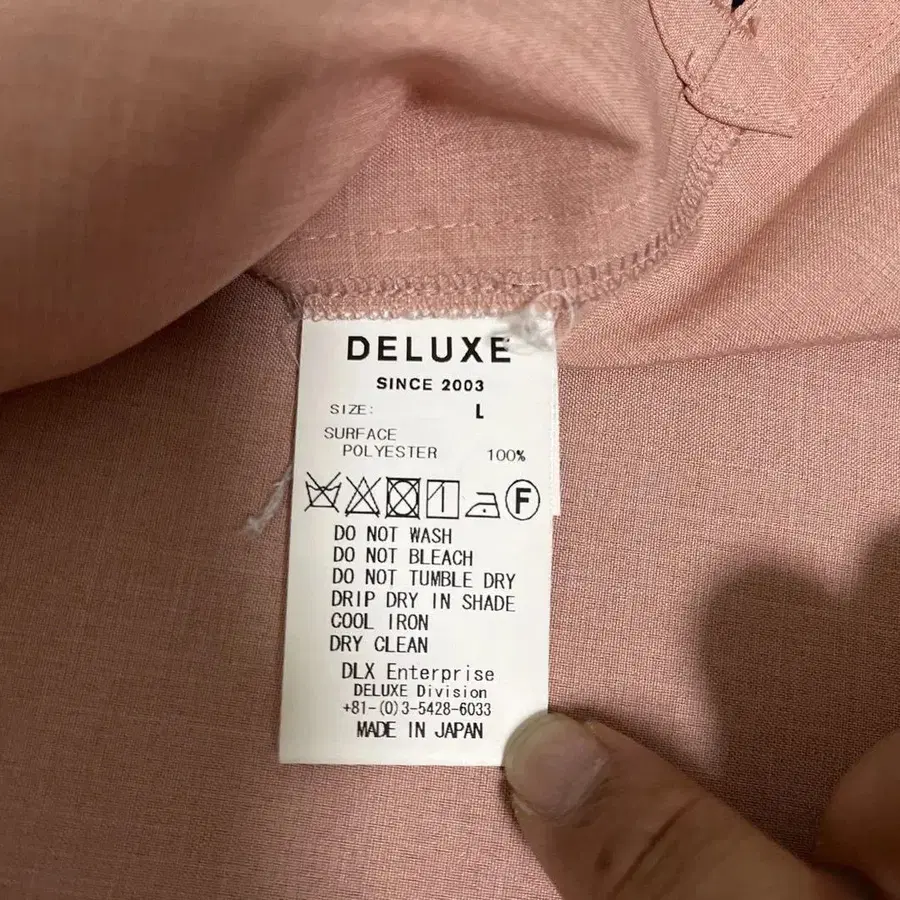 DELUXE
SINCE 2003
SIZE: L
SURFACE
POLYESTER 100%
F
DO NOT WASH
DO NOT BLEACH
DO NOT TUMBLE DRY
DRIP DRY IN SHADE
COOL IRON
DRY CLEAN
DLX Enterprise
DELUXE Division
+81-(0)3-5428-6033
MADE IN JAPAN